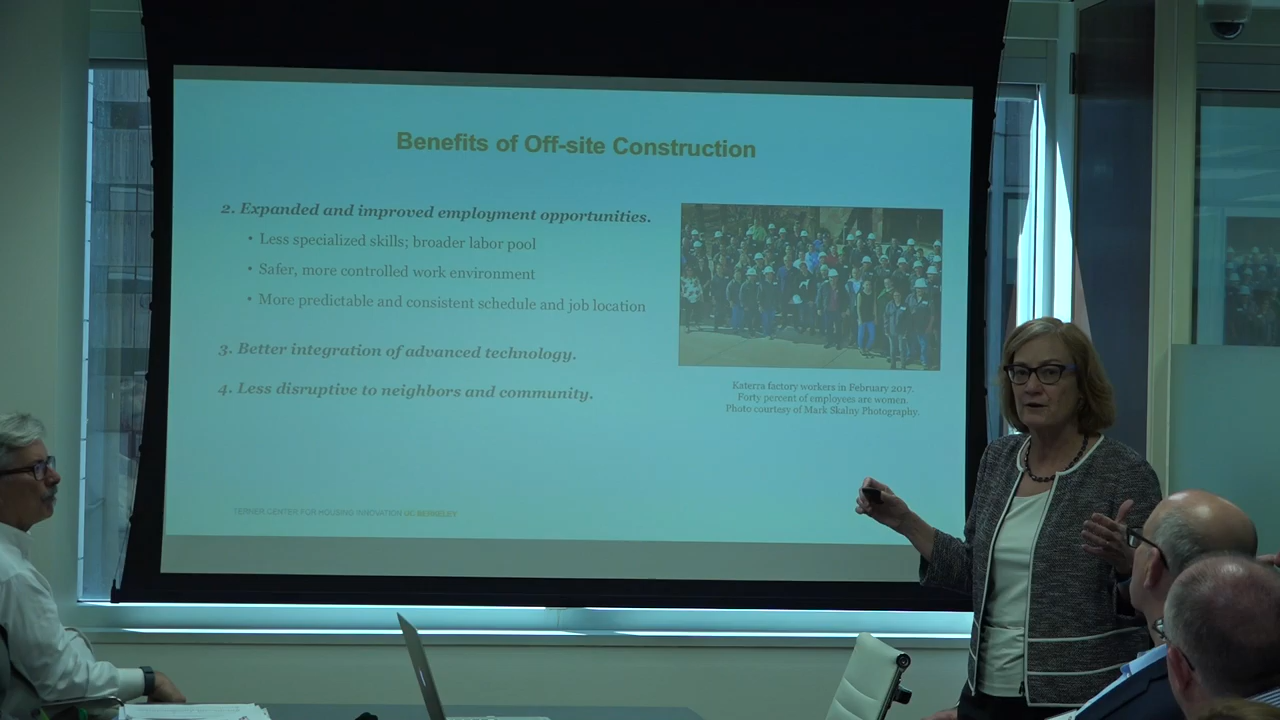 Benefits of Off-site Construction
2. Expanded and improved employment opportunities.
• Less specialized skills; broader labor pool
• Safer, more controlled work environment
• More predictable and consistent schedule and job location
3. Better integration of advanced technology.
4. Less disruptive to neighbors and community.
Katerra factory workers in February 2017.
Forty percent of employees are women.
Photo courtesy of Mark Skalny Photography.
TERNER CENTER FOR HOUSING INNOVATION UC BERKELEY